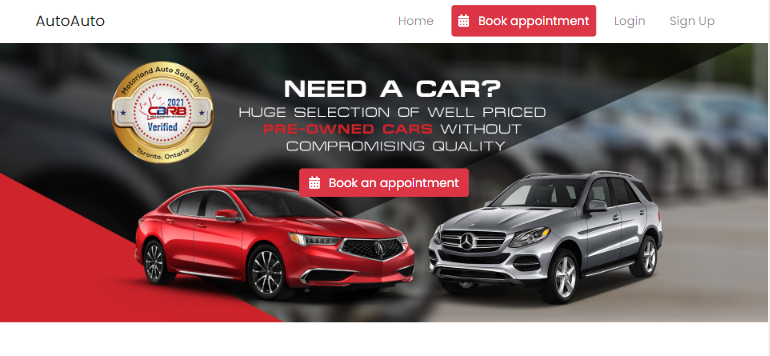 AutoAuto
Home
Book appointment
Login
Sign Up
Motorland Auto Sales Inc.
2021
CBRB
Verified
Toronto, Ontario
NEED A CAR?
HUGE SELECTION OF WELL PRICED
PRE-OWNED CARS WITHOUT
COMPROMISING QUALITY
Book an appointment